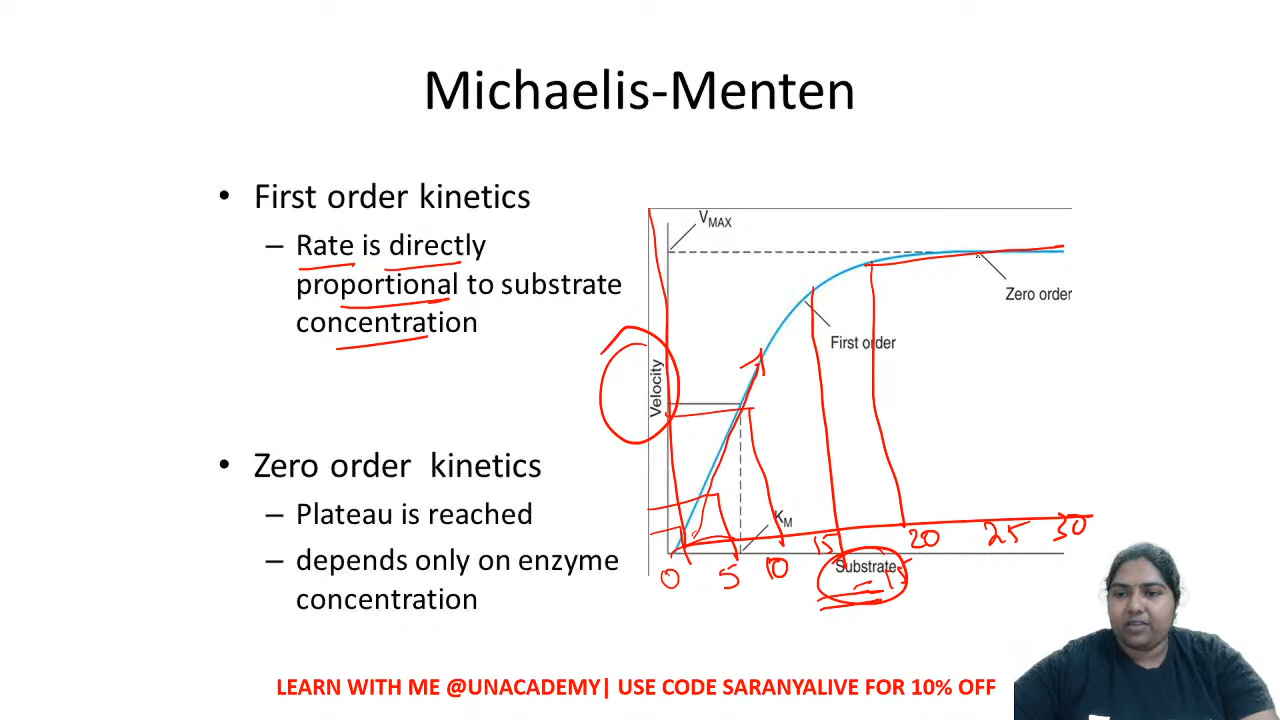 Michaelis-Menten
• First order kinetics
– Rate is directly
proportional to substrate
concentration
• Zero order kinetics
– Plateau is reached
– depends only on enzyme
concentration
VMAX
Zero order
First order
Velocity
KM
Substrate
0 5 10 15 20 25 30
= 15
LEARN WITH ME @UNACADEMY| USE CODE SARANYALIVE FOR 10% OFF